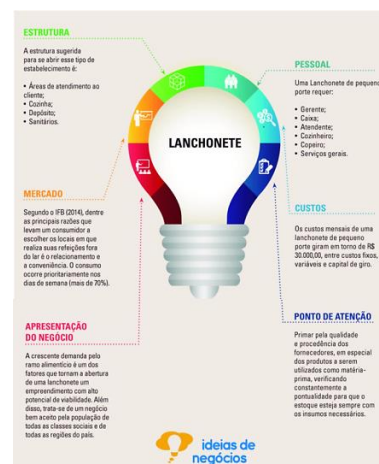 ESTRUTURA
A estrutura sugerida
para se abrir esse tipo de
estabelecimento é:
• Áreas de atendimento ao
cliente;
• Cozinha;
• Depósito;
• Sanitários.
MERCADO
Segundo o IFB (2014), dentre
as principais razões que
levam um consumidor a
escolher os locais em que
realiza suas refeições fora
do lar é o relacionamento e
a conveniência. O consumo
ocorre prioritariamente nos
dias de semana (mais de 70%).
APRESENTAÇÃO
DO NEGÓCIO
A crescente demanda pelo
ramo alimentício é um dos
fatores que tornam a abertura
de uma lanchonete um
empreendimento com alto
potencial de viabilidade. Além
disso, trata-se de um negócio
bem aceito pela população de
todas as classes sociais e de
todas as regiões do país.
LANCHONETE
PESSOAL
Uma Lanchonete de pequeno
porte requer:
• Gerente;
• Caixa;
• Atendente;
• Cozinheiro;
• Copeiro;
• Serviços gerais.
CUSTOS
Os custos mensais de uma
lanchonete de pequeno
porte giram em torno de R$
30.000,00, entre custos fixos,
variáveis e capital de giro.
PONTO DE ATENÇÃO
Primar pela qualidade
e procedência dos
fornecedores, em especial
dos produtos a serem
utilizados como matéria-
prima, verificando
constantemente a
pontualidade para que o
estoque esteja sempre com
os insumos necessários.
ideias de
negócios